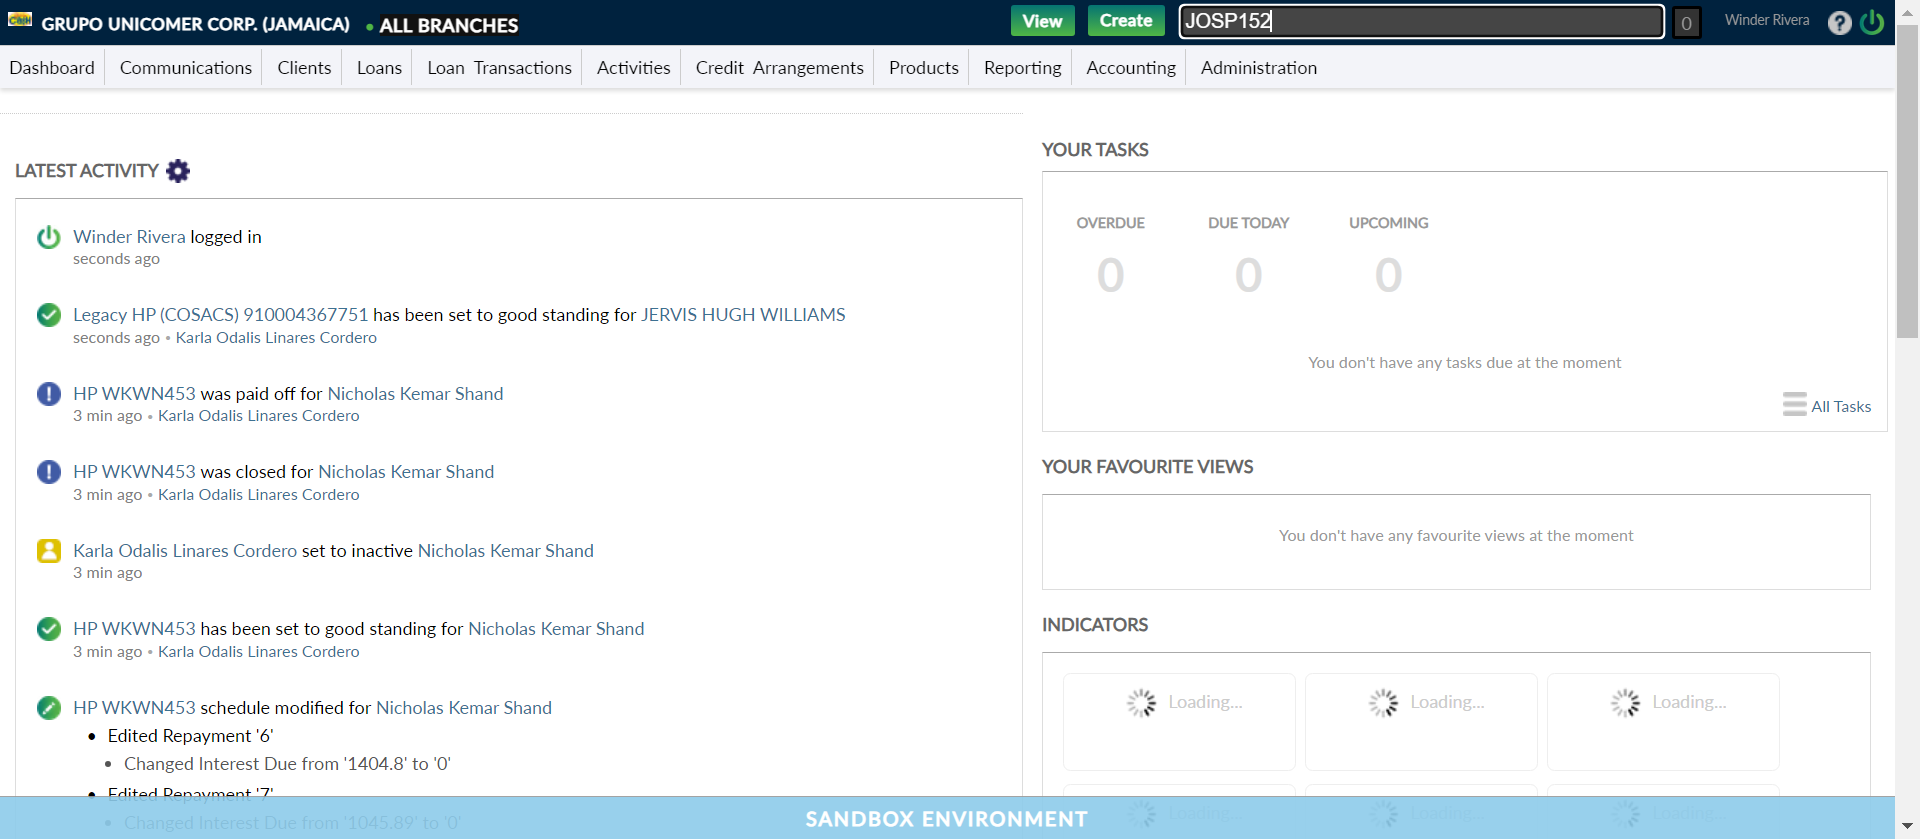 GRUPO UNICOMER CORP. (JAMAICA) • ALL BRANCHES View Create JOSP152 0 Winder Rivera ?
Dashboard Communications Clients Loans Loan Transactions Activities Credit Arrangements Products Reporting Accounting Administration
LATEST ACTIVITY
Winder Rivera logged in
seconds ago
Legacy HP (COSACS) 910004367751 has been set to good standing for JERVIS HUGH WILLIAMS
seconds ago • Karla Odalis Linares Cordero
HP WKWN453 was paid off for Nicholas Kemar Shand
3 min ago • Karla Odalis Linares Cordero
HP WKWN453 was closed for Nicholas Kemar Shand
3 min ago • Karla Odalis Linares Cordero
Karla Odalis Linares Cordero set to inactive Nicholas Kemar Shand
3 min ago
HP WKWN453 has been set to good standing for Nicholas Kemar Shand
3 min ago • Karla Odalis Linares Cordero
HP WKWN453 schedule modified for Nicholas Kemar Shand
• Edited Repayment '6'
• Changed Interest Due from '1404.8' to '0'
• Edited Repayment '7'
• Changed Interest Due from '1045.89' to '0'
YOUR TASKS
OVERDUE DUE TODAY UPCOMING
0 0 0
You don't have any tasks due at the moment
All Tasks
YOUR FAVOURITE VIEWS
You don't have any favourite views at the moment
INDICATORS
Loading... Loading... Loading...
Loading... Loading... Loading...
SANDBOX ENVIRONMENT